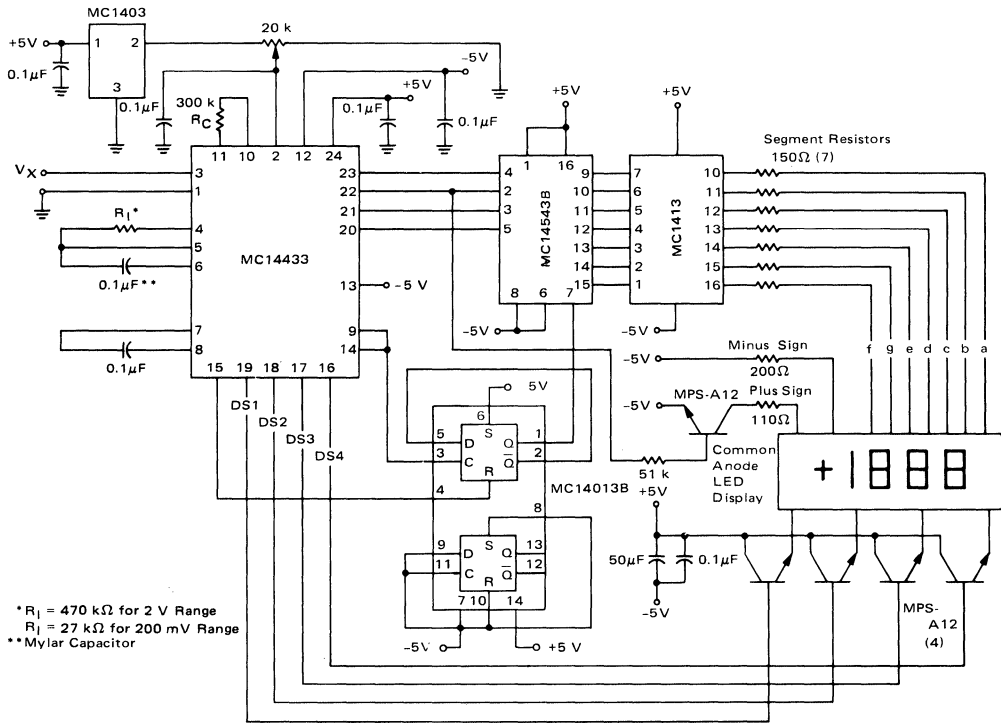 MC1403
20 k
+5V
1
2
3
0.1µF
-5V
+5V
0.1µF
300 k
RC
0.1µF
0.1µF
11
10
2
12
24
VX
3
1
RI*
4
5
6
0.1µF**
7
8
0.1µF
MC14433
23
22
21
20
13
-5 V
9
14
15
19
18
17
16
DS1
DS2
DS3
DS4
+5V
1
16
4
2
3
5
MC14543B
9
10
11
12
13
14
15
8
6
7
-5V
+5V
7
6
5
4
3
2
1
MC1413
10
11
12
13
14
15
16
-5V
Segment Resistors
150Ω (7)
f
g
e
d
c
b
a
Minus Sign
-5V
200Ω
MPS-A12
Plus Sign
-5V
110Ω
51 k
Common
Anode
LED
Display
+1888
5V
6
5
D
S
Q
1
3
C
Q
2
R
4
MC14013B
8
9
D
S
Q
13
11
C
Q
12
R
7
10
14
-5V
+5 V
+5V
50µF
0.1µF
-5V
MPS-
A12
(4)
*RI = 470 kΩ for 2 V Range
RI = 27 kΩ for 200 mV Range
**Mylar Capacitor